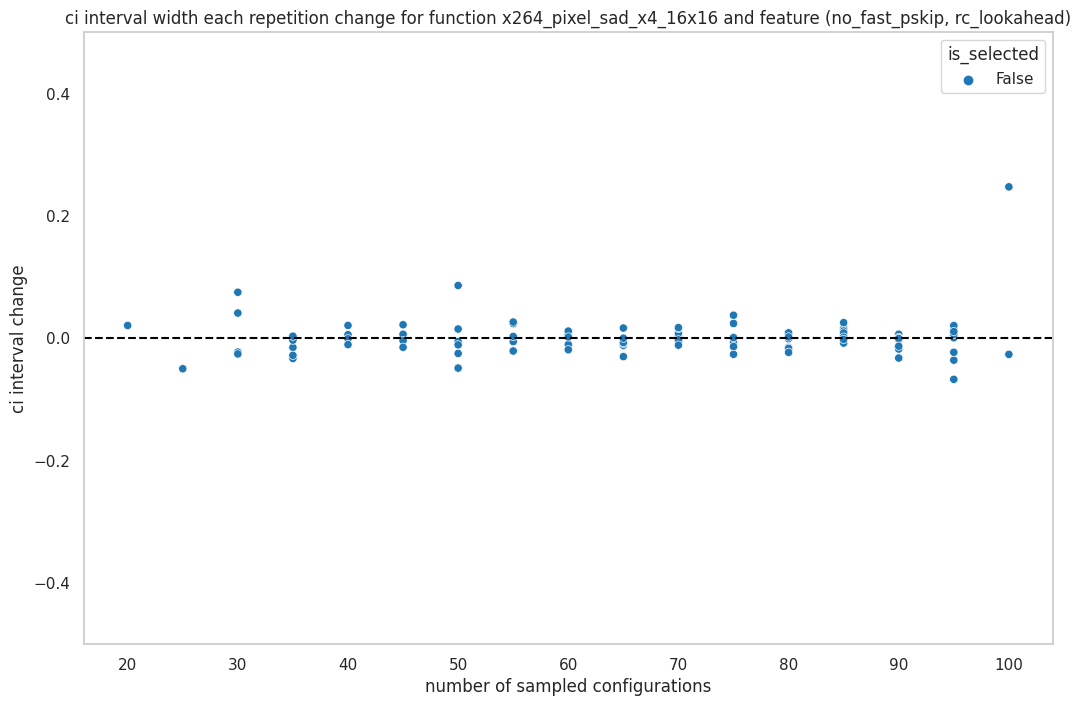 ci interval width each repetition change for function x264_pixel_sad_x4_16x16 and feature (no_fast_pskip, rc_lookahead)
is_selected
False
0.4
0.2
0.0
−0.2
−0.4
ci interval change
20 30 40 50 60 70 80 90 100
number of sampled configurations